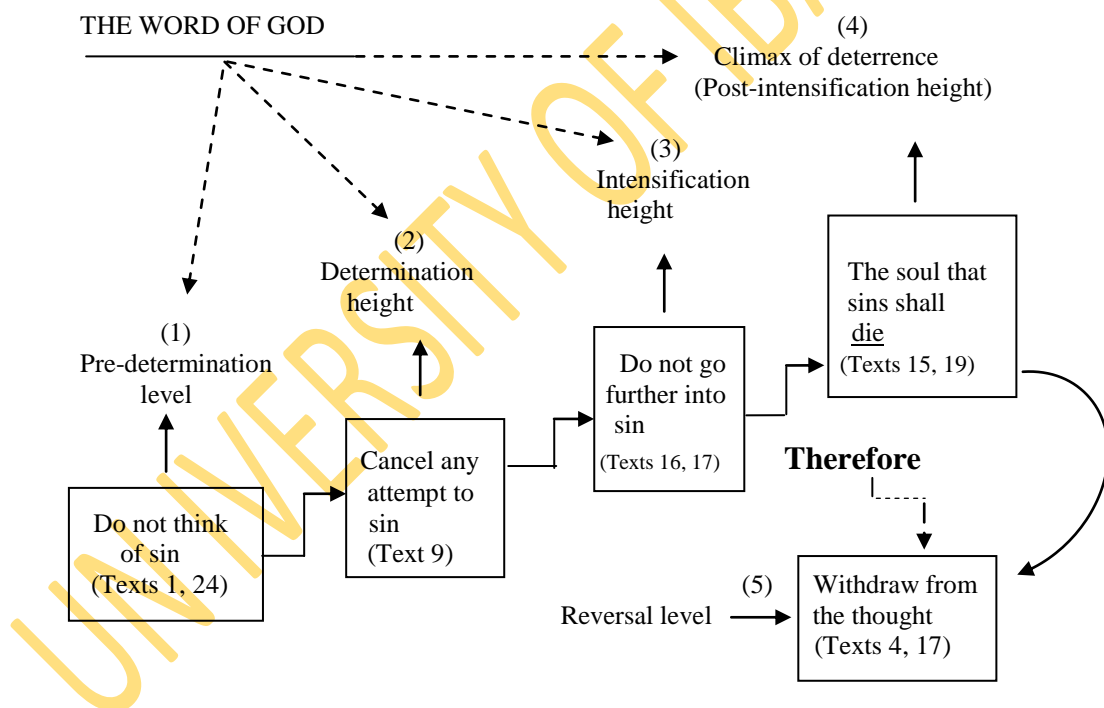 THE WORD OF GOD
(4)
Climax of deterrence
(Post-intensification height)
(3)
Intensification
height
(2)
Determination
height
(1)
Pre-determination
level
The soul that
sins shall
die
(Texts 15, 19)
Do not go
further into
sin
(Texts 16, 17)
Cancel any
attempt to
sin
(Text 9)
Do not think
of sin
(Texts 1, 24)
Therefore
(5)
Reversal level
Withdraw from
the thought
(Texts 4, 17)
UNIVERSITY OF